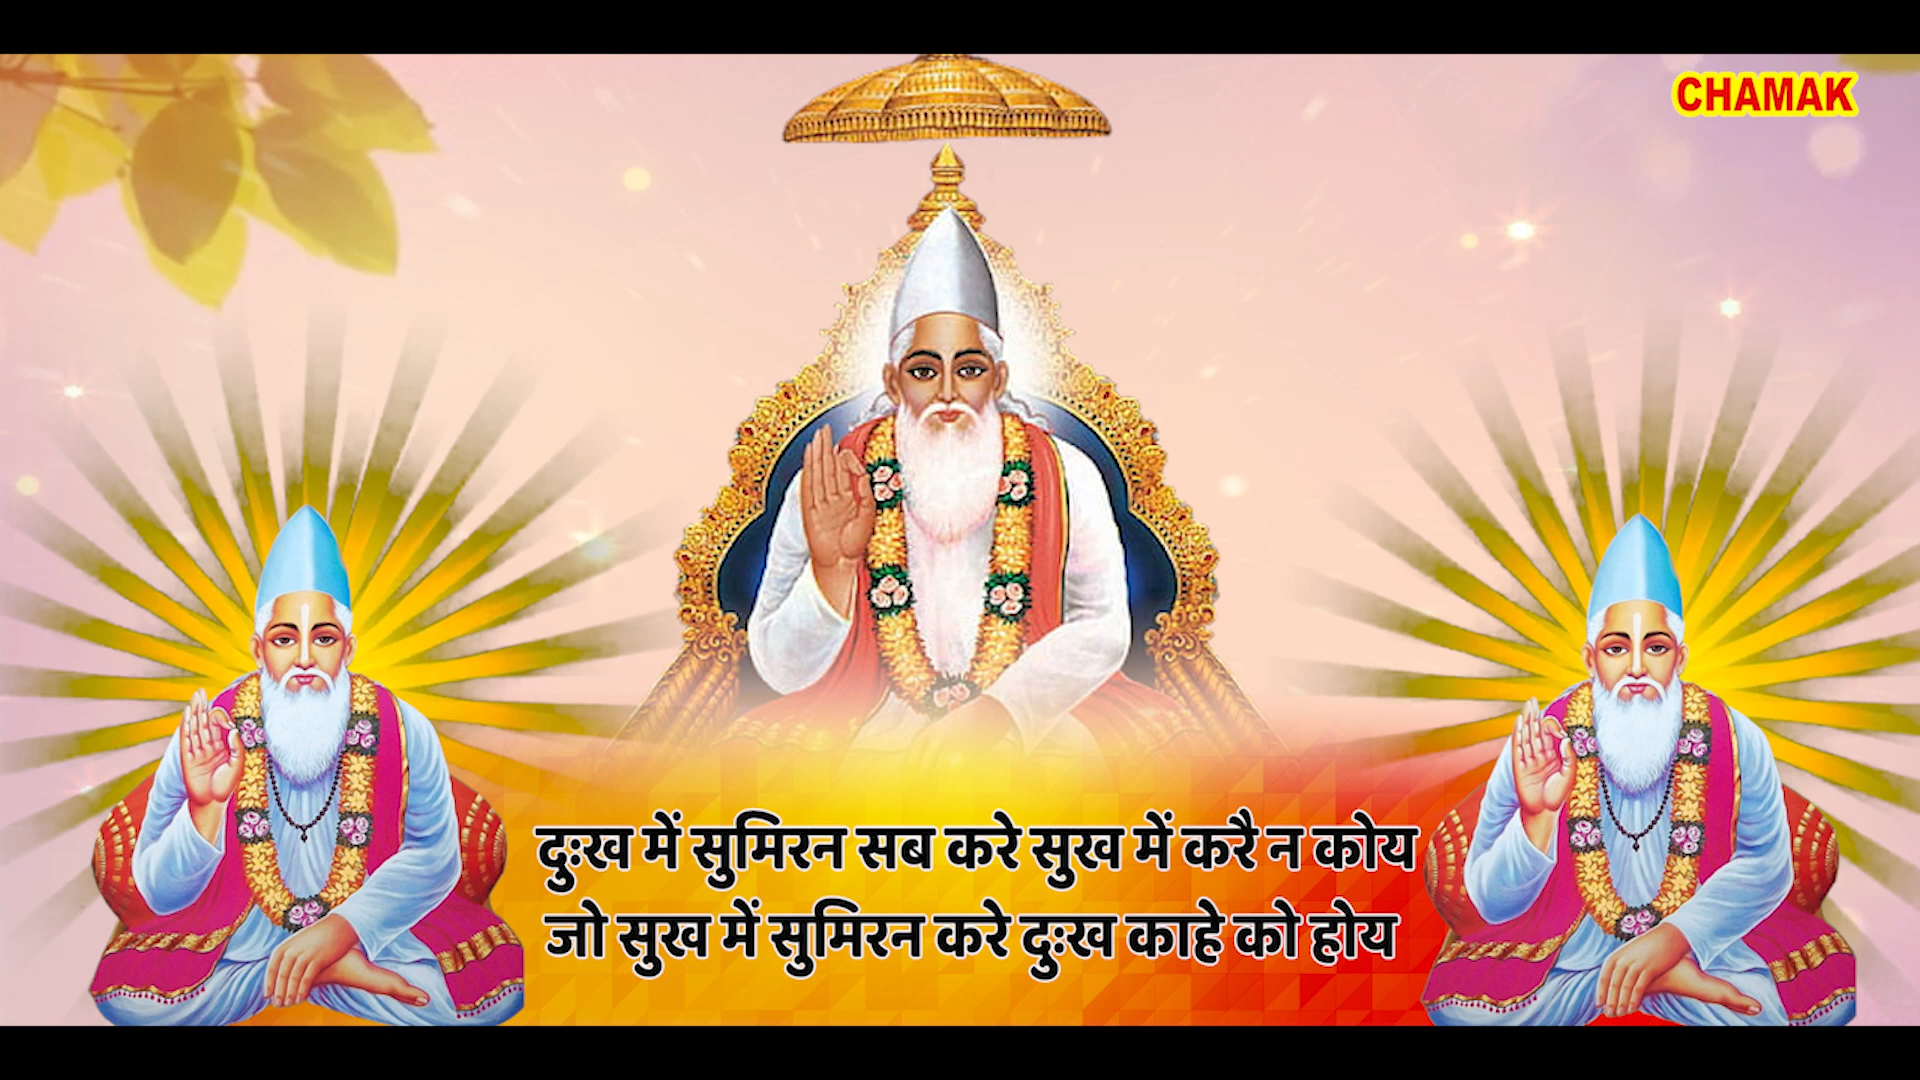 CHAMAK
दुःख में सुमिरन सब करे सुख में करै न कोय
जो सुख में सुमिरन करे दुःख काहे को होय